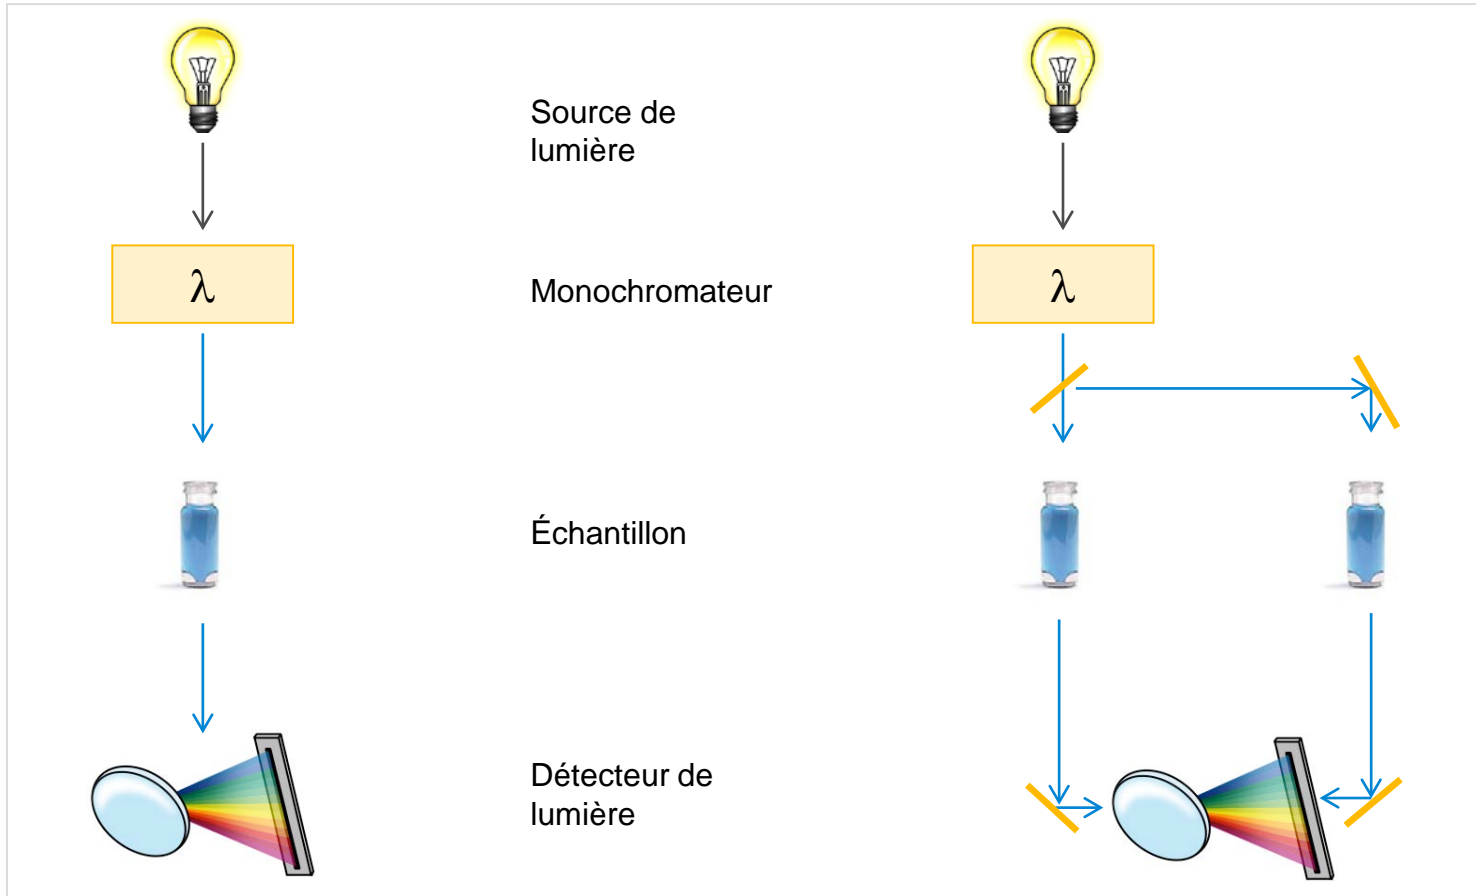 Source de
lumière
λ
Monochromateur
λ
Échantillon
Détecteur de
lumière